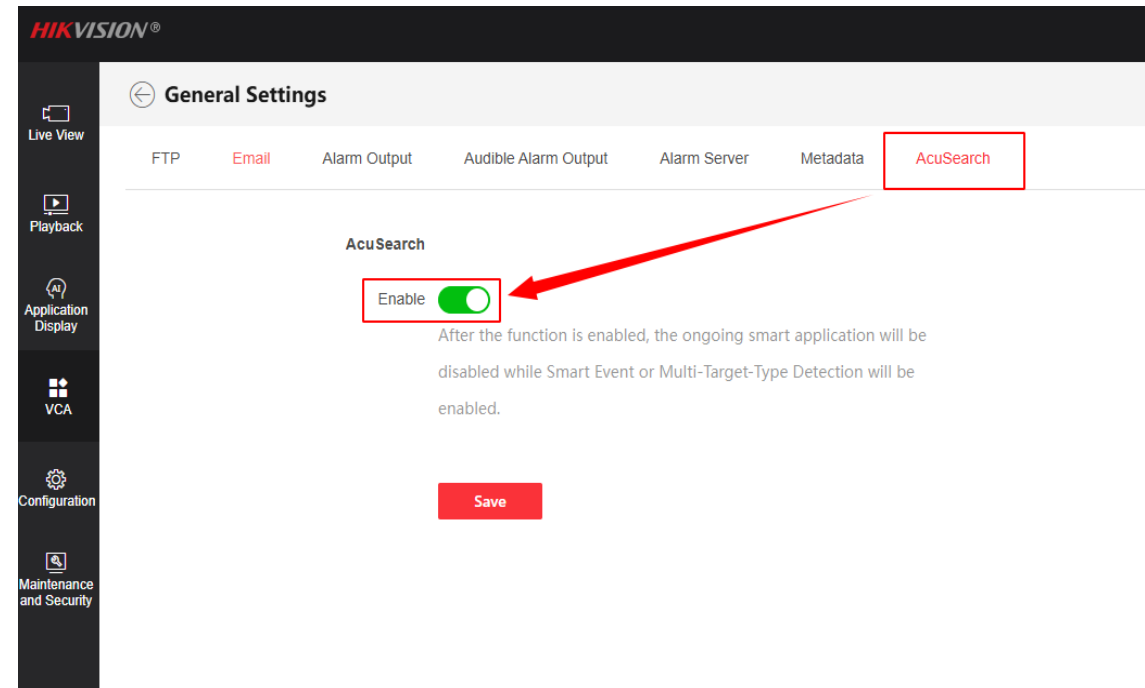 HIKVISION®
General Settings
FTP Email Alarm Output Audible Alarm Output Alarm Server Metadata AcuSearch
Live View
Playback
AI
Application
Display
VCA
Configuration
Maintenance
and Security
AcuSearch
Enable
After the function is enabled, the ongoing smart application will be
disabled while Smart Event or Multi-Target-Type Detection will be
enabled.
Save